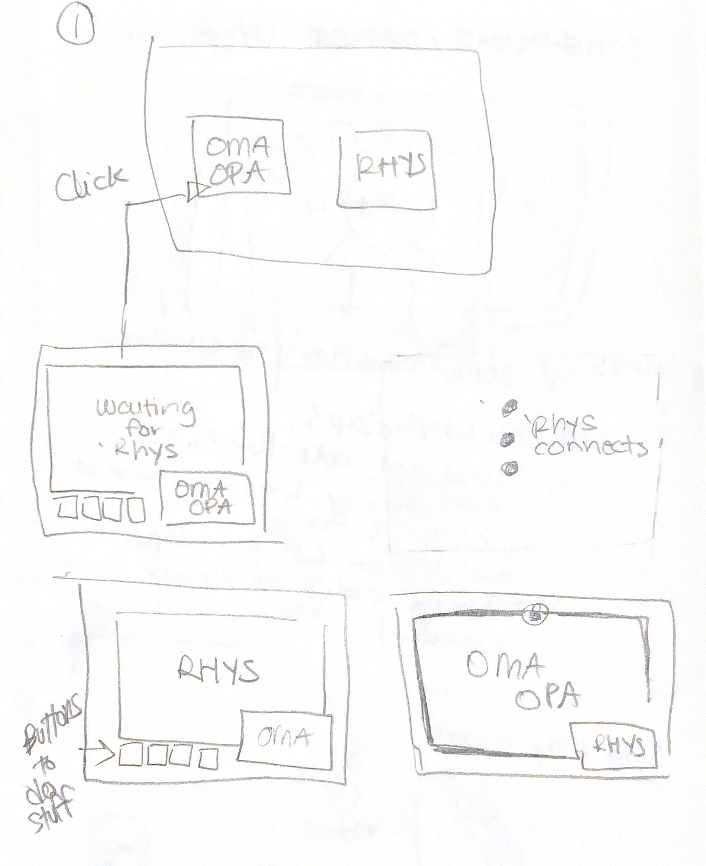 1
OMA
OPA
RHYS
Click
Waiting
for
Rhys
OMA
OPA
Rhys
connects
RHYS
OMA
OMA
OPA
RHYS
Buttons
to
do
stuff